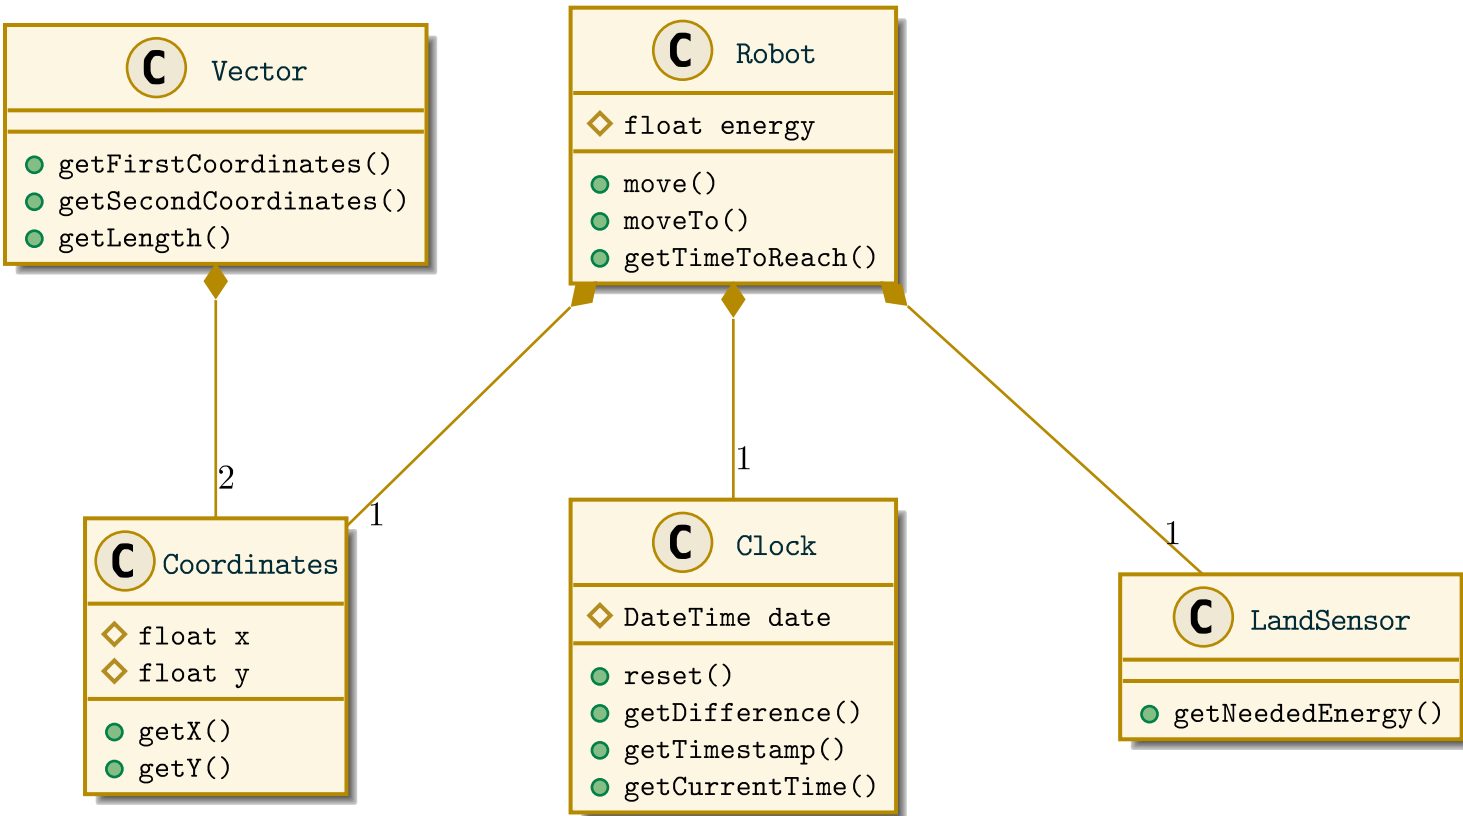 C Vector
getFirstCoordinates()
getSecondCoordinates()
getLength()
C Robot
float energy
move()
moveTo()
getTimeToReach()
2
1
1
1
C Coordinates
float x
float y
getX()
getY()
C Clock
DateTime date
reset()
getDifference()
getTimestamp()
getCurrentTime()
C LandSensor
getNeededEnergy()